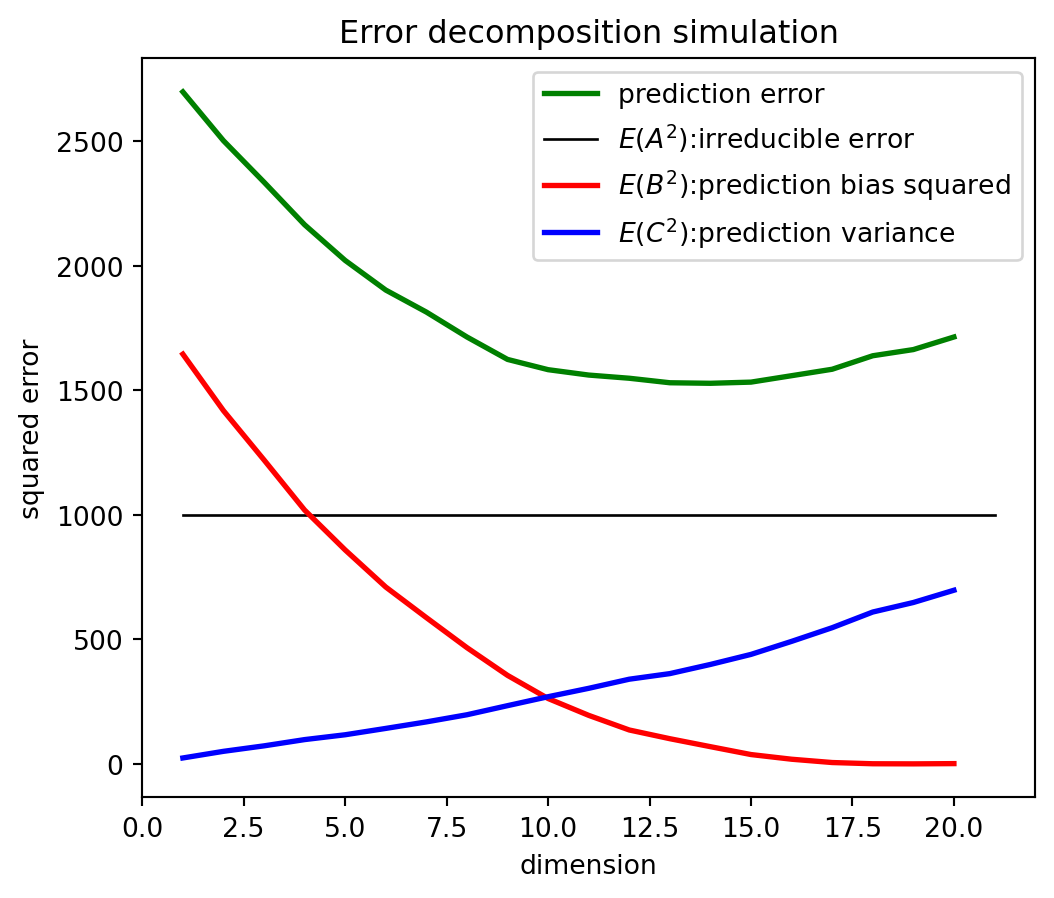 Error decomposition simulation
prediction error
E(A²):irreducible error
E(B²):prediction bias squared
E(C²):prediction variance
2500
2000
1500
1000
500
0
squared error
0.0 2.5 5.0 7.5 10.0 12.5 15.0 17.5 20.0
dimension